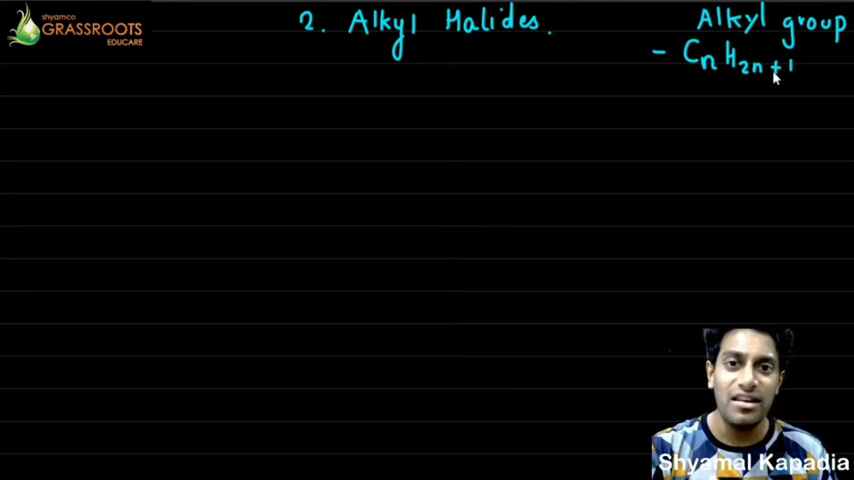 shyamco
GRASSROOTS
EDUCARE
2. Alkyl Halides.
Alkyl group
- CnH2n+1
Shyamal Kapadia